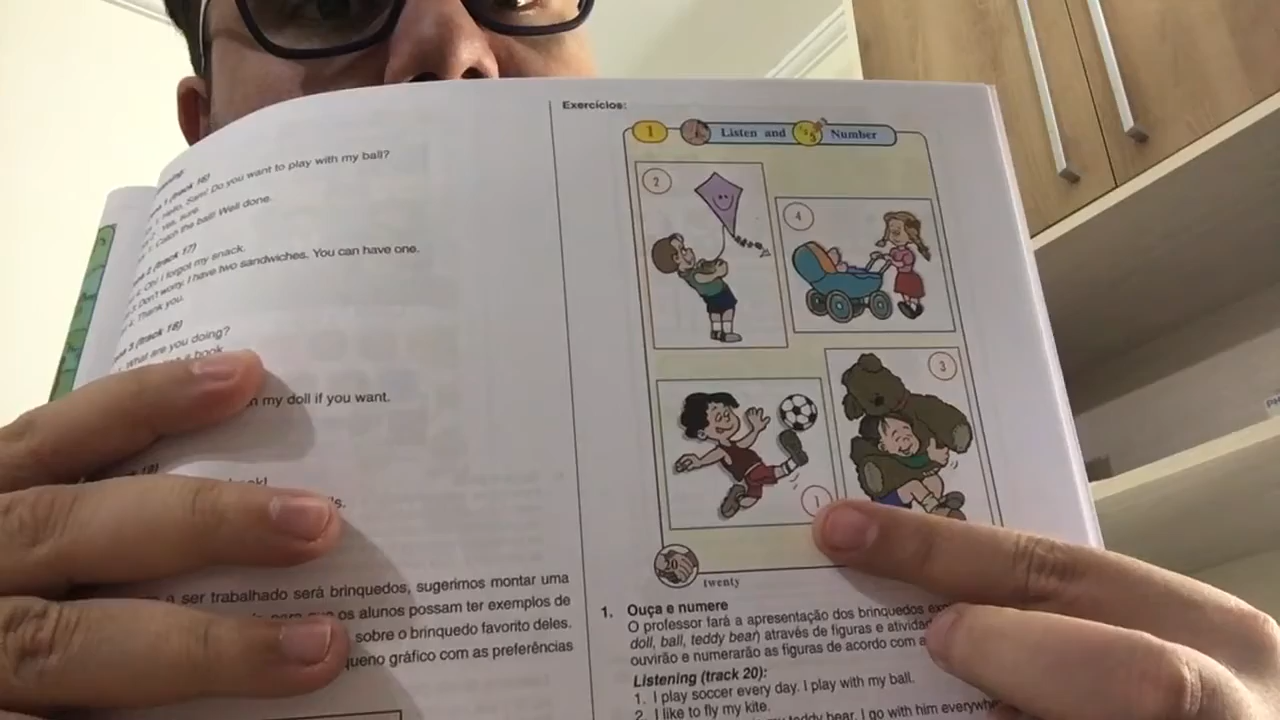 (track 16)
Hello, Sam! Do you want to play with my ball?
Yes, sure.
Catch the ball! Well done.
(track 17)
Oh! I forgot my snack.
Don't worry. I have two sandwiches. You can have one.
Thank you.
(track 18)
What are you doing?
a book
my doll if you want.
a ser trabalhado será brinquedos, sugerimos montar uma
para que os alunos possam ter exemplos de
sobre o brinquedo favorito deles.
gráfico com as preferências
Exercícios:
1 Listen and Number
2
4
3
1
20
twenty
1. Ouça e numere
O professor fará a apresentação dos brinquedos
doll, ball, teddy bear) através de figuras e
ouvirão e numerarão as figuras de acordo com a
Listening (track 20):
1. I play soccer every day. I play with my ball.
2. I like to fly my kite.
teddy bear. I go with him